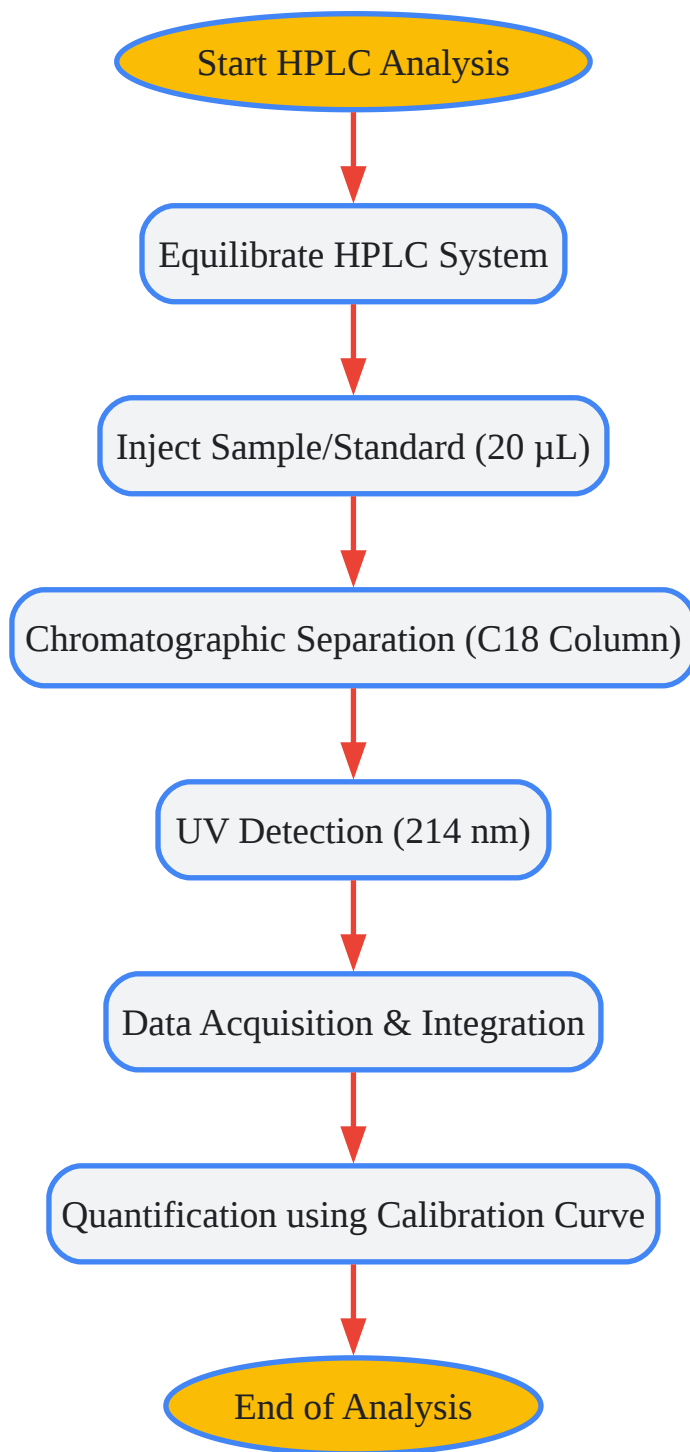 Start HPLC Analysis
Equilibrate HPLC System
Inject Sample/Standard (20 µL)
Chromatographic Separation (C18 Column)
UV Detection (214 nm)
Data Acquisition & Integration
Quantification using Calibration Curve
End of Analysis